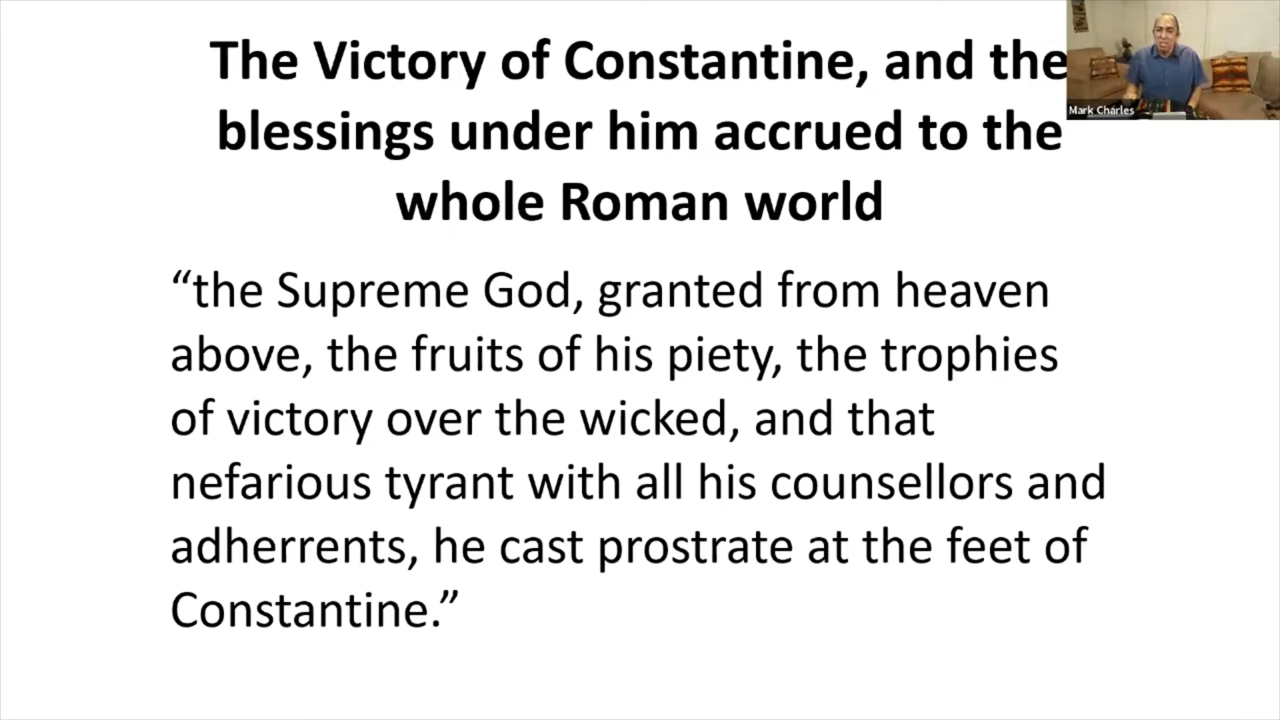 The Victory of Constantine, and the
blessings under him accrued to the
whole Roman world
Mark Charles
“the Supreme God, granted from heaven
above, the fruits of his piety, the trophies
of victory over the wicked, and that
nefarious tyrant with all his counsellors and
adherrents, he cast prostrate at the feet of
Constantine.”